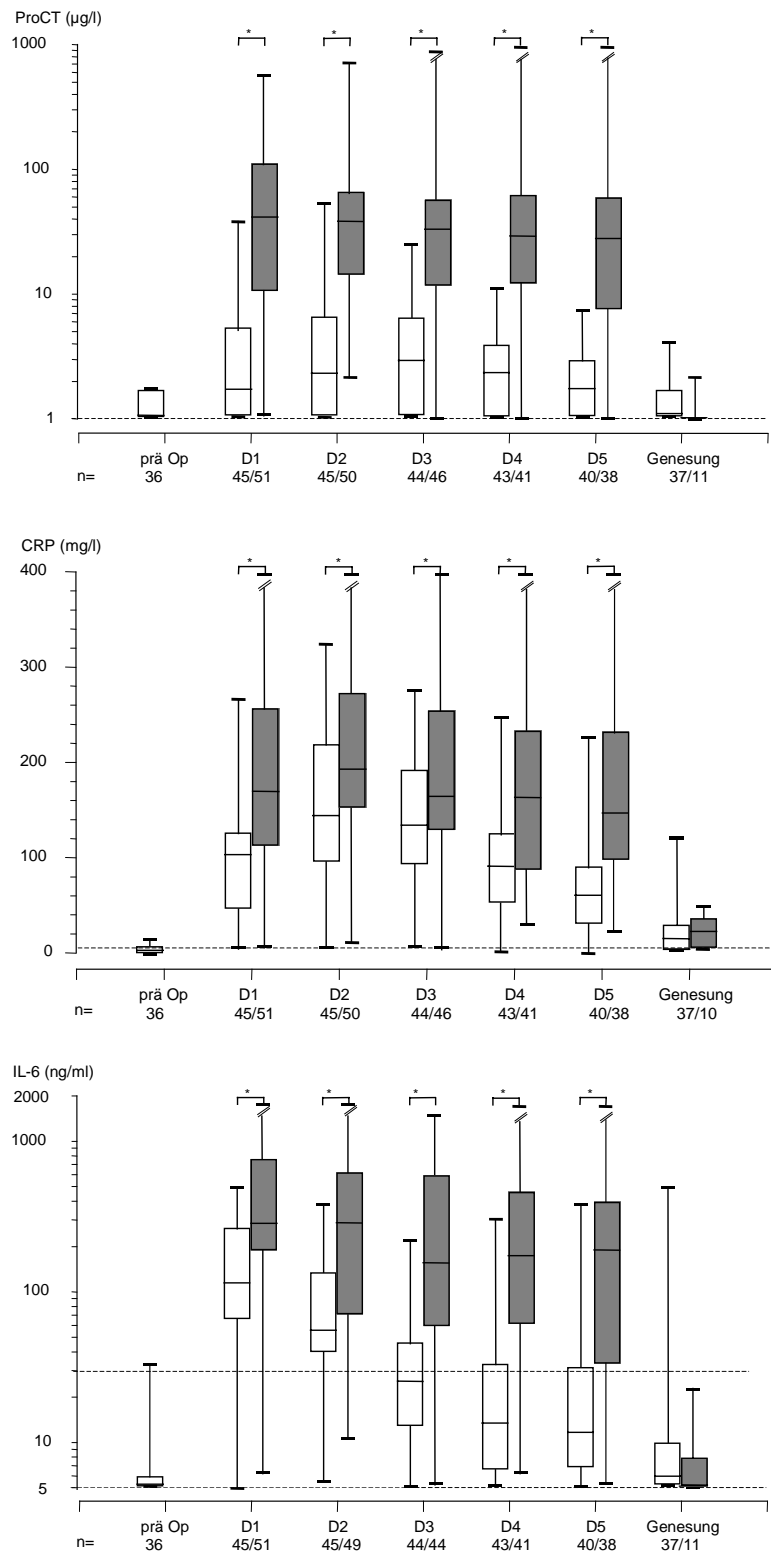 ProCT (µg/l)
* * * * *
1000
100
10
1
prä Op D1 D2 D3 D4 D5 Genesung
n= 36 45/51 45/50 44/46 43/41 40/38 37/11
CRP (mg/l)
* * * * *
400
300
200
100
0
prä Op D1 D2 D3 D4 D5 Genesung
n= 36 45/51 45/50 44/46 43/41 40/38 37/10
IL-6 (ng/ml)
* * * * *
2000
1000
100
10
5
prä Op D1 D2 D3 D4 D5 Genesung
n= 36 45/51 45/49 44/44 43/41 40/38 37/11